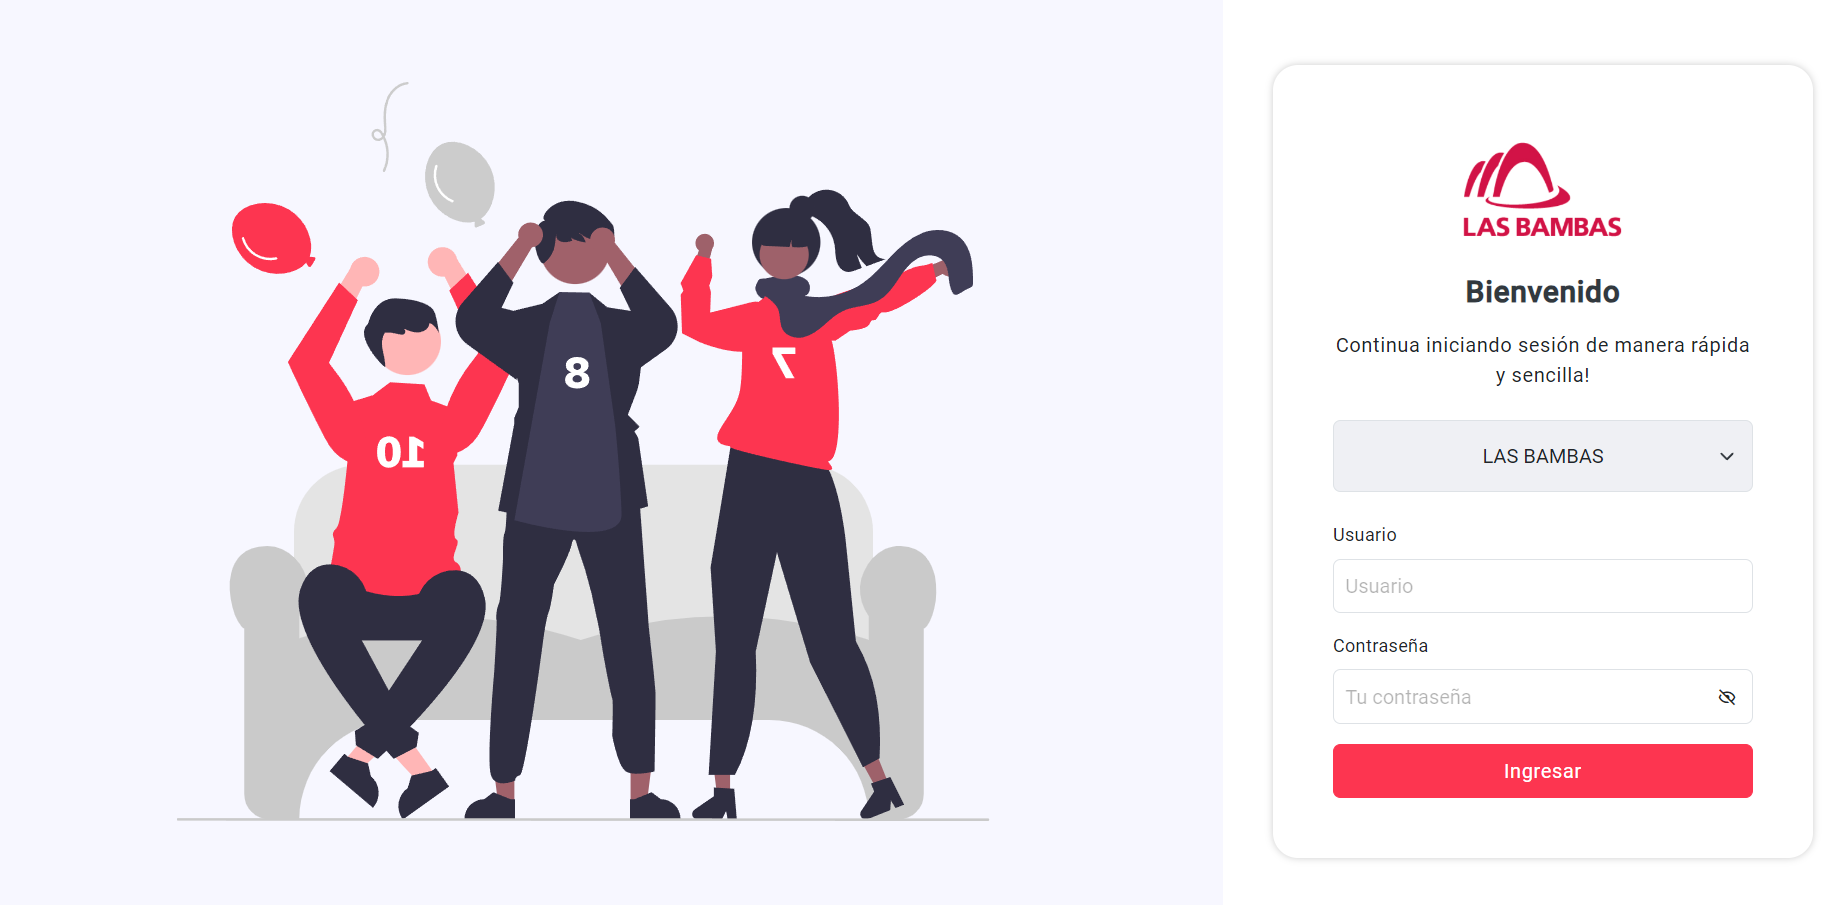 10
8
7
LAS BAMBAS
Bienvenido
Continua iniciando sesión de manera rápida
y sencilla!
LAS BAMBAS
Usuario
Usuario
Contraseña
Tu contraseña
Ingresar